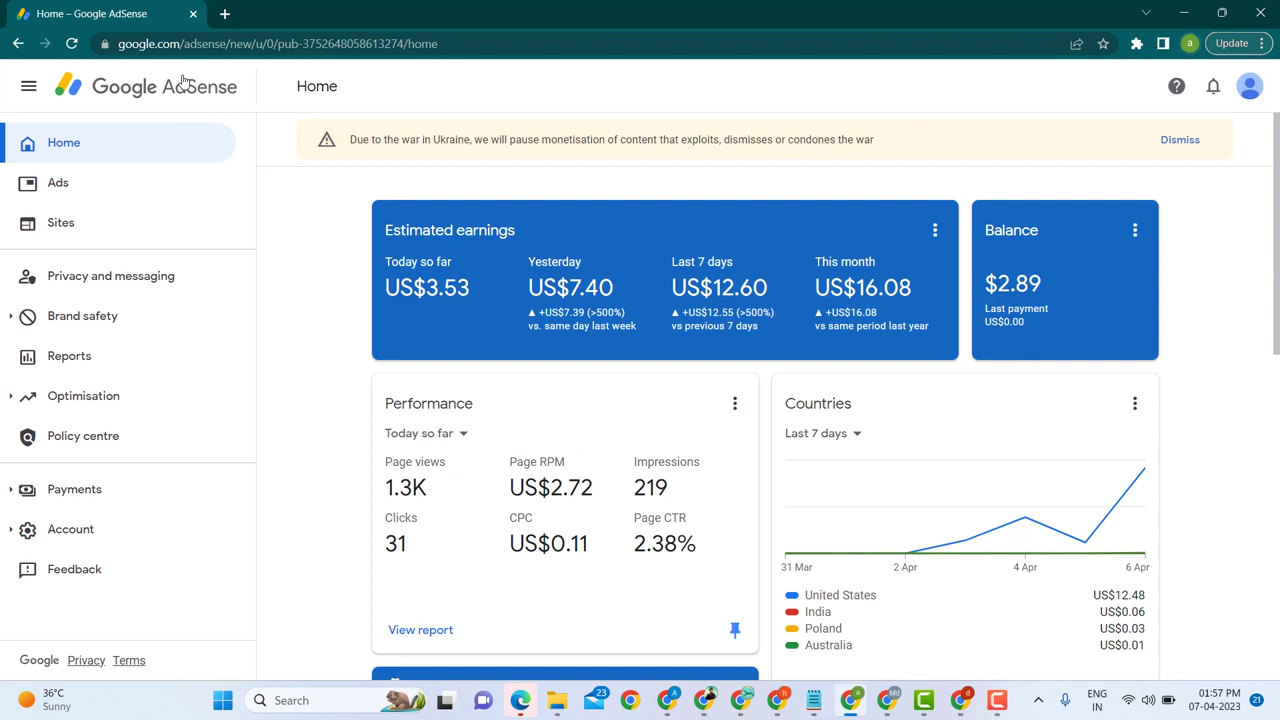 Home – Google AdSense
google.com/adsense/new/u/0/pub-3752648058613274/home
a
Update
Google AdSense
Home
Home
Ads
Sites
Privacy and messaging
Brand safety
Reports
Optimisation
Policy centre
Payments
Account
Feedback
Google Privacy Terms
Due to the war in Ukraine, we will pause monetisation of content that exploits, dismisses or condones the war
Dismiss
Estimated earnings
Today so far
US$3.53
Yesterday
US$7.40
▲ +US$7.39 (>500%)
vs. same day last week
Last 7 days
US$12.60
▲ +US$12.55 (>500%)
vs previous 7 days
This month
US$16.08
▲ +US$16.08
vs same period last year
Balance
$2.89
Last payment
US$0.00
Performance
Today so far
Page views
1.3K
Page RPM
US$2.72
Impressions
219
Clicks
31
CPC
US$0.11
Page CTR
2.38%
View report
Countries
Last 7 days
31 Mar 2 Apr 4 Apr 6 Apr
United States US$12.48
India US$0.06
Poland US$0.03
Australia US$0.01
36°C
Sunny
Search
23
A
h
a
Md
d
ENG
IN
01:57 PM
07-04-2023
21